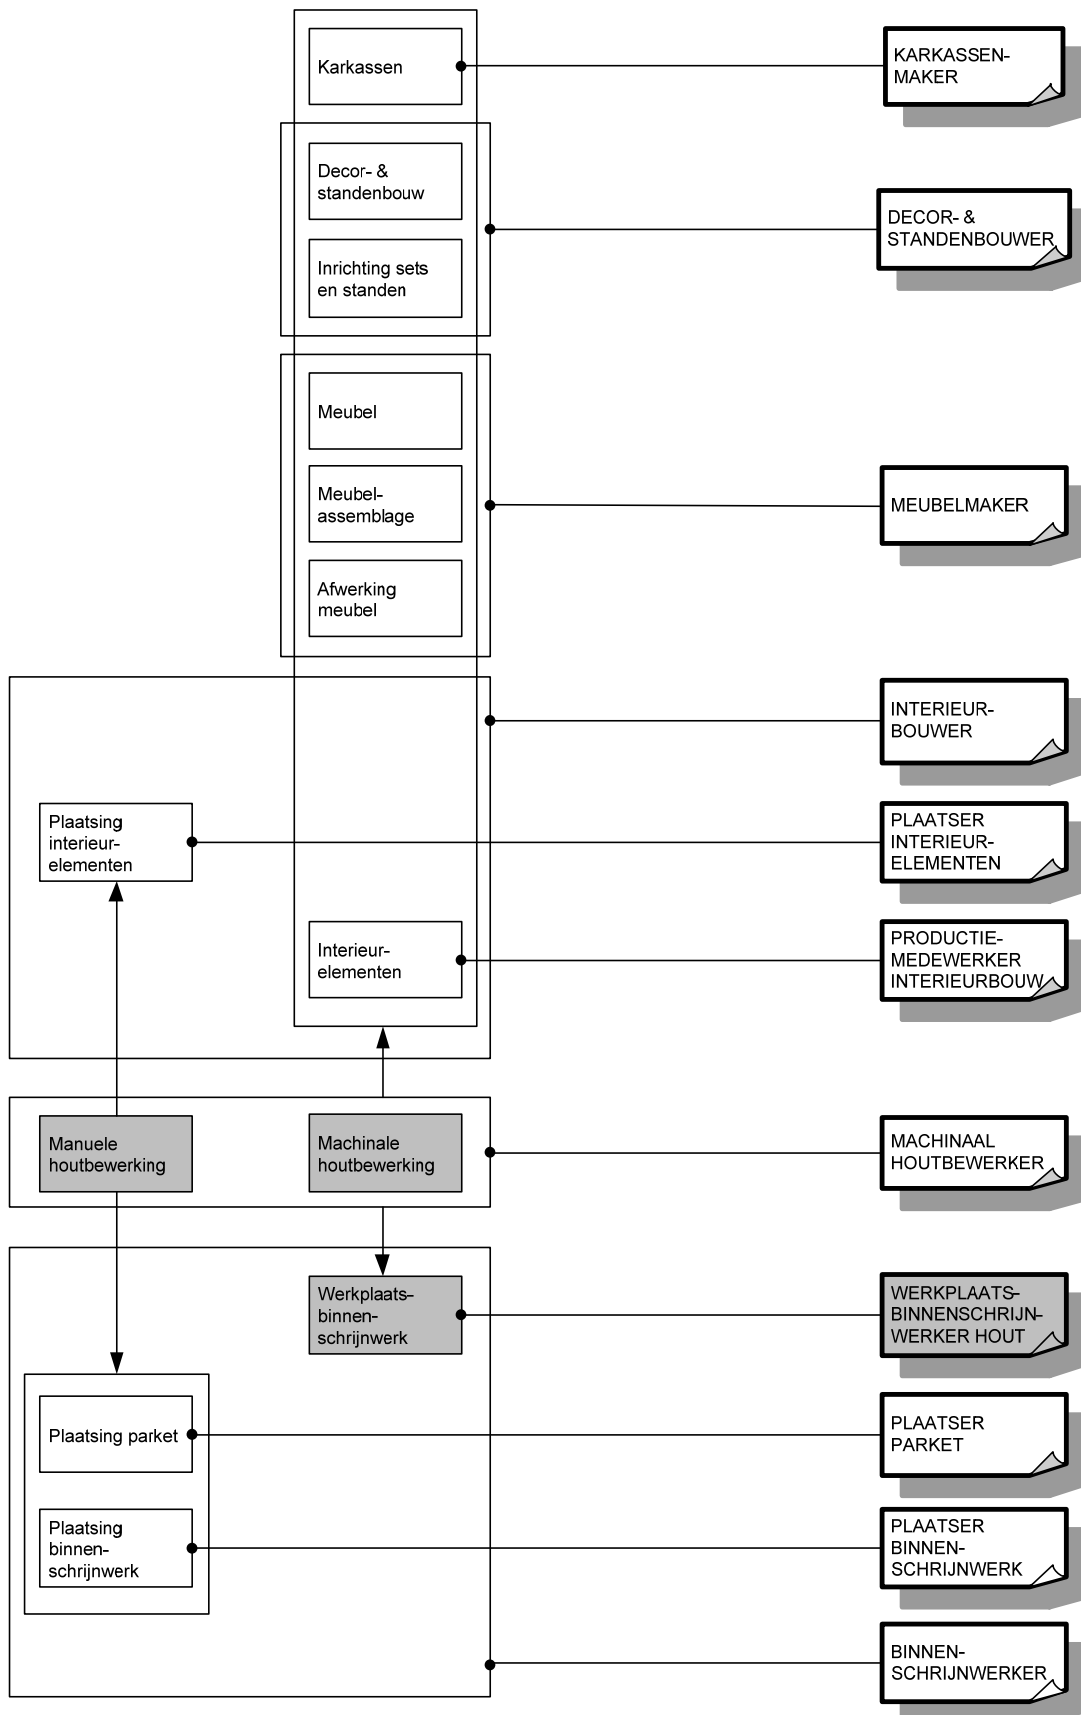 Karkassen
KARKASSEN-
MAKER
Decor- &
standenbouw
DECOR- &
STANDENBOUWER
Inrichting sets
en standen
Meubel
Meubel-
assemblage
MEUBELMAKER
Afwerking
meubel
INTERIEUR-
BOUWER
Plaatsing
interieur-
elementen
PLAATSER
INTERIEUR-
ELEMENTEN
Interieur-
elementen
PRODUCTIE-
MEDEWERKER
INTERIEURBOUW
Manuele
houtbewerking
Machinale
houtbewerking
MACHINAAL
HOUTBEWERKER
Werkplaats-
binnen-
schrijnwerk
WERKPLAATS-
BINNENSCHRIJN-
WERKER HOUT
Plaatsing parket
PLAATSER
PARKET
Plaatsing
binnen-
schrijnwerk
PLAATSER
BINNEN-
SCHRIJNWERK
BINNEN-
SCHRIJNWERKER